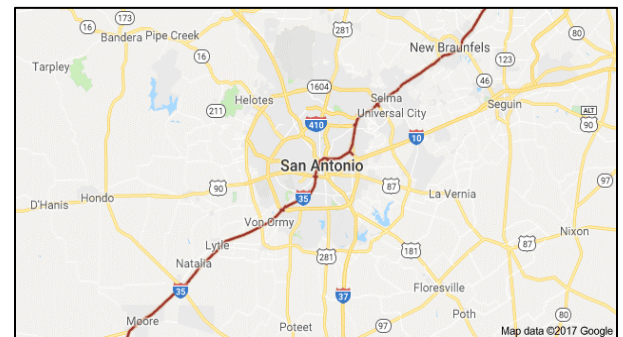 173
281
80
16
Bandera
Pipe Creek
New Braunfels
16
123
Tarpley
46
1604
Selma
Helotes
Seguin
211
Universal City
ALT
90
410
10
San Antonio
90
87
97
Hondo
35
La Vernia
D'Hanis
Von Ormy
Nixon
Lytle
87
Natalia
281
181
35
37
Floresville
Moore
Poteet
97
Poth
80
Map data ©2017 Google